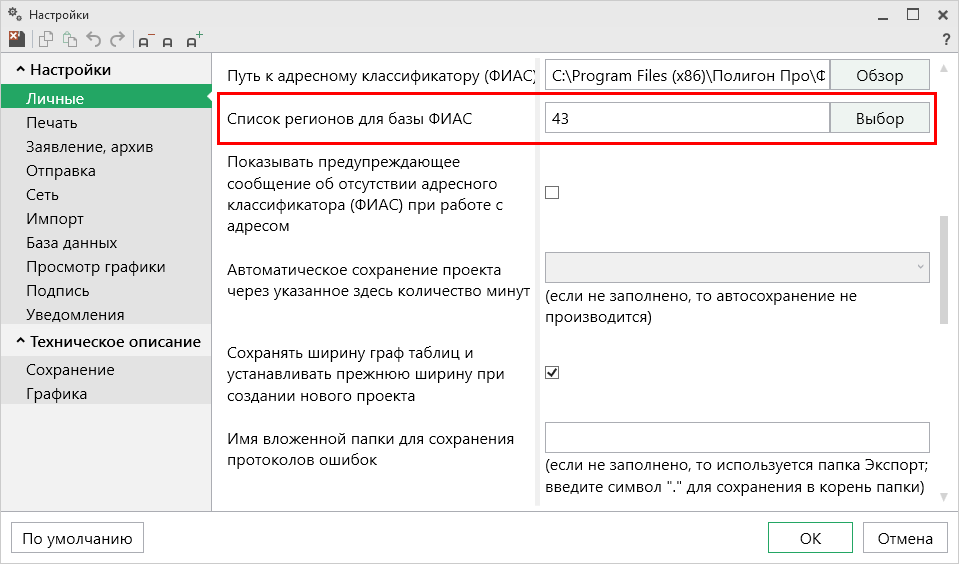 Настройки
?
Настройки
Личные
Печать
Заявление, архив
Отправка
Сеть
Импорт
База данных
Просмотр графики
Подпись
Уведомления
Техническое описание
Сохранение
Графика
Путь к адресному классификатору (ФИАС)
C:\Program Files (x86)\Полигон Про\Ф
Обзор
Список регионов для базы ФИАС
43
Выбор
Показывать предупреждающее
сообщение об отсутствии адресного
классификатора (ФИАС) при работе с
адресом
Автоматическое сохранение проекта
через указанное здесь количество минут
(если не заполнено, то автосохранение не
производится)
Сохранять ширину граф таблиц и
устанавливать прежнюю ширину при
создании нового проекта
Имя вложенной папки для сохранения
протоколов ошибок
(если не заполнено, то используется папка Экспорт;
введите символ "." для сохранения в корень папки)
По умолчанию
OK
Отмена